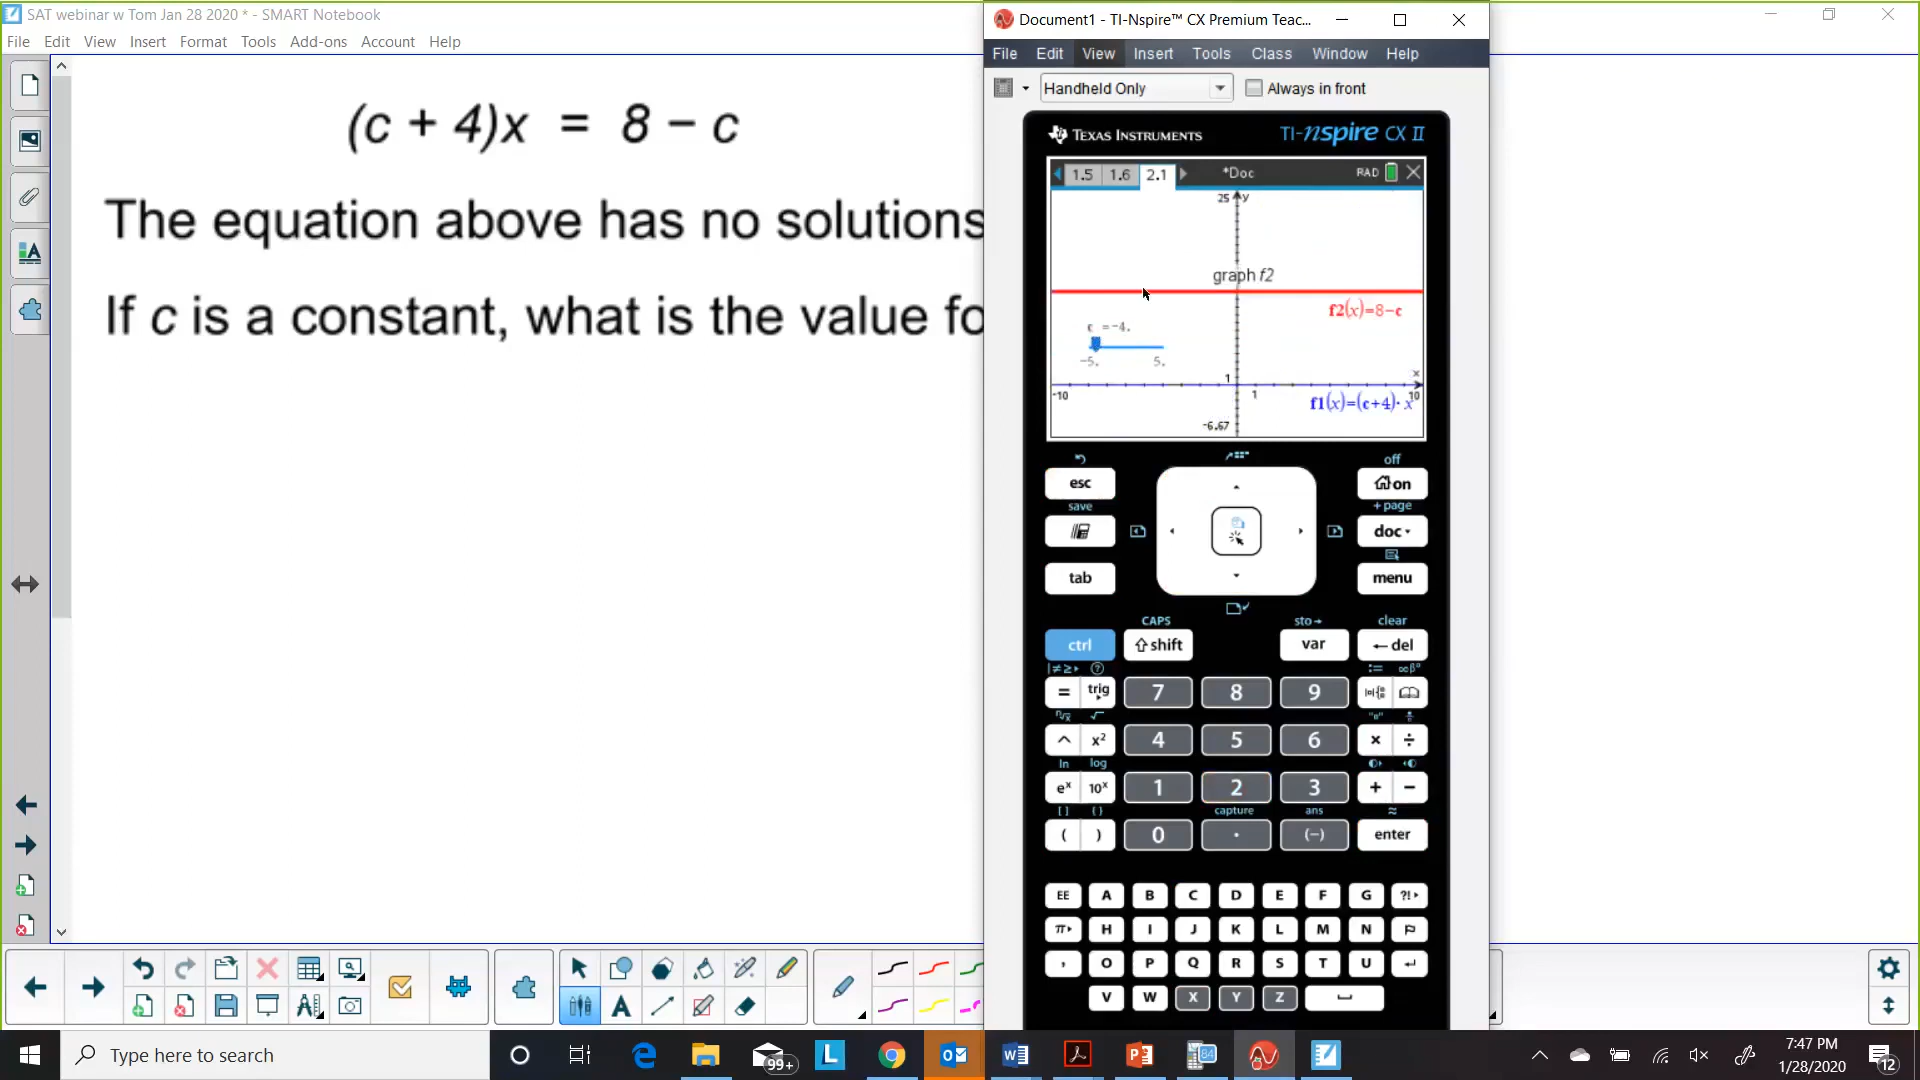 SAT webinar w Tom Jan 28 2020 * - SMART Notebook
File Edit View Insert Format Tools Add-ons Account Help
(c + 4)x = 8 − c
The equation above has no solutions
If c is a constant, what is the value fo
Document1 - TI-Nspire™ CX Premium Teac...
File Edit View Insert Tools Class Window Help
Handheld Only
Always in front
TEXAS INSTRUMENTS TI-nspire CX II
1.5 1.6 2.1 *Doc RAD
25 y
graph f2
f2(x)=8-c
c =-4.
-5. 5.
1 x
-10 1 10
f1(x)=(c+4)·x
-6.67
off
esc on
save + page
doc
tab menu
CAPS sto→ clear
ctrl shift var ←del
|≠≥▸ ? := ∞β°
= trig 7 8 9
ⁿ√x √ "▫" ÷
^ x² 4 5 6 × ÷
ln log
eˣ 10ˣ 1 2 3 + −
[ ] { } capture ans ≈
( ) 0 . (−) enter
EE A B C D E F G ?!▸
π▸ H I J K L M N
, O P Q R S T U
V W X Y Z
Type here to search
99+
L
84
7:47 PM
1/28/2020
12